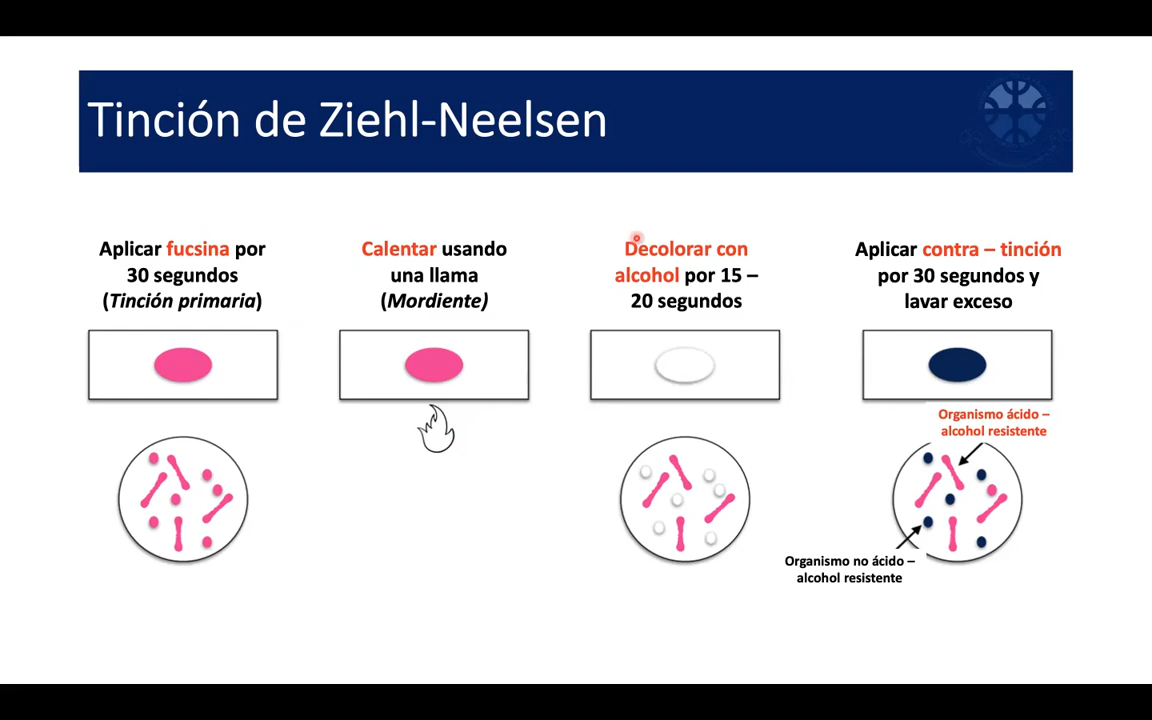 Tinción de Ziehl-Neelsen
Aplicar fucsina por
30 segundos
(Tinción primaria)
Calentar usando
una llama
(Mordiente)
Decolorar con
alcohol por 15 –
20 segundos
Aplicar contra – tinción
por 30 segundos y
lavar exceso
Organismo ácido –
alcohol resistente
Organismo no ácido –
alcohol resistente